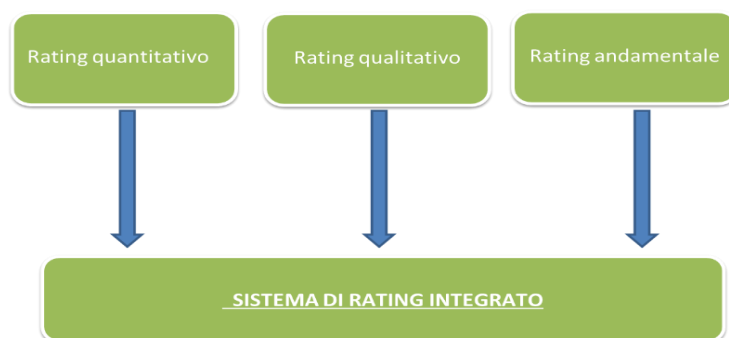 Rating quantitativo
Rating qualitativo
Rating andamentale
SISTEMA DI RATING INTEGRATO